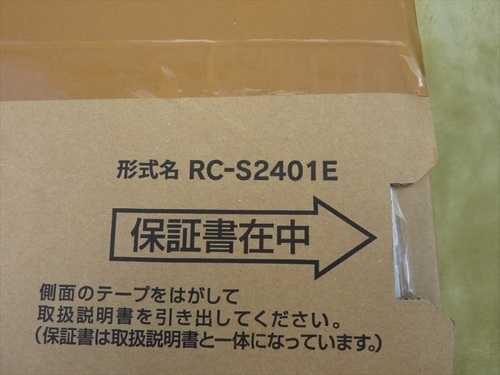 形式名 RC-S2401E
保証書在中
側面のテープをはがして
取扱説明書を引き出してください。
(保証書は取扱説明書と一体になっています。)